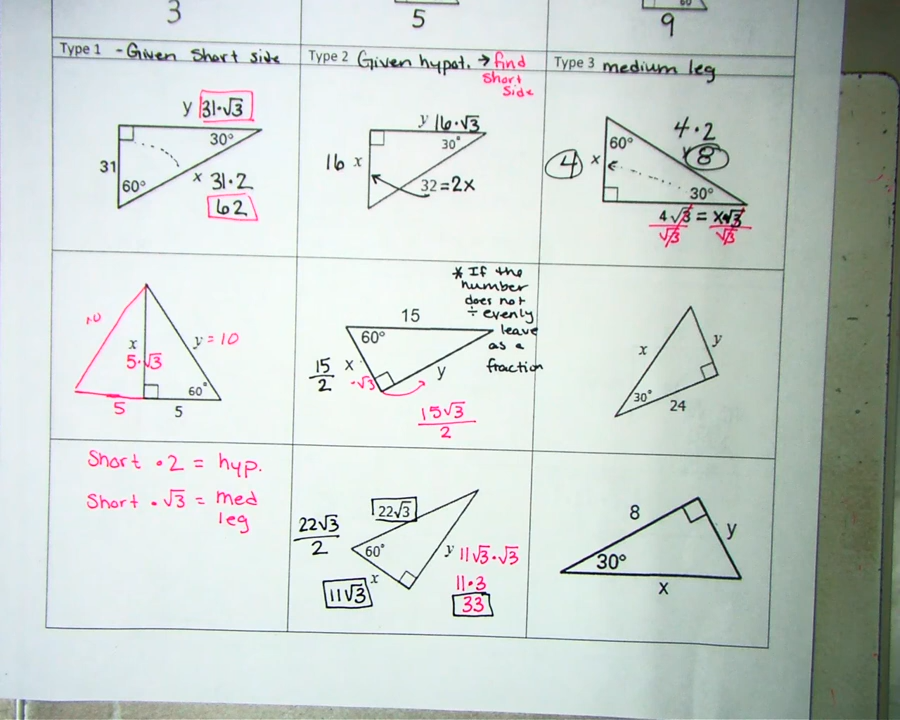 3
5
60
9
Type 1 - Given Short side
Type 2 Given hypot. → find
short
side
Type 3 medium leg
y 31·√3
30°
31
60°
x 31·2
62
y 16·√3
30°
16 x
32 = 2x
4·2
60°
y 8
4 x
30°
4√3 = x·√3
√3 √3
10
x
5·√3
y = 10
60°
5
5
* If the
number
does not
÷ evenly
leave
as a
fraction
15
60°
15
2
x
·√3
y
15√3
2
x
y
30°
24
Short · 2 = hyp.
Short · √3 = med
leg
22√3
2
22√3
60°
x
11√3
y 11√3·√3
11·3
33
8
y
30°
x